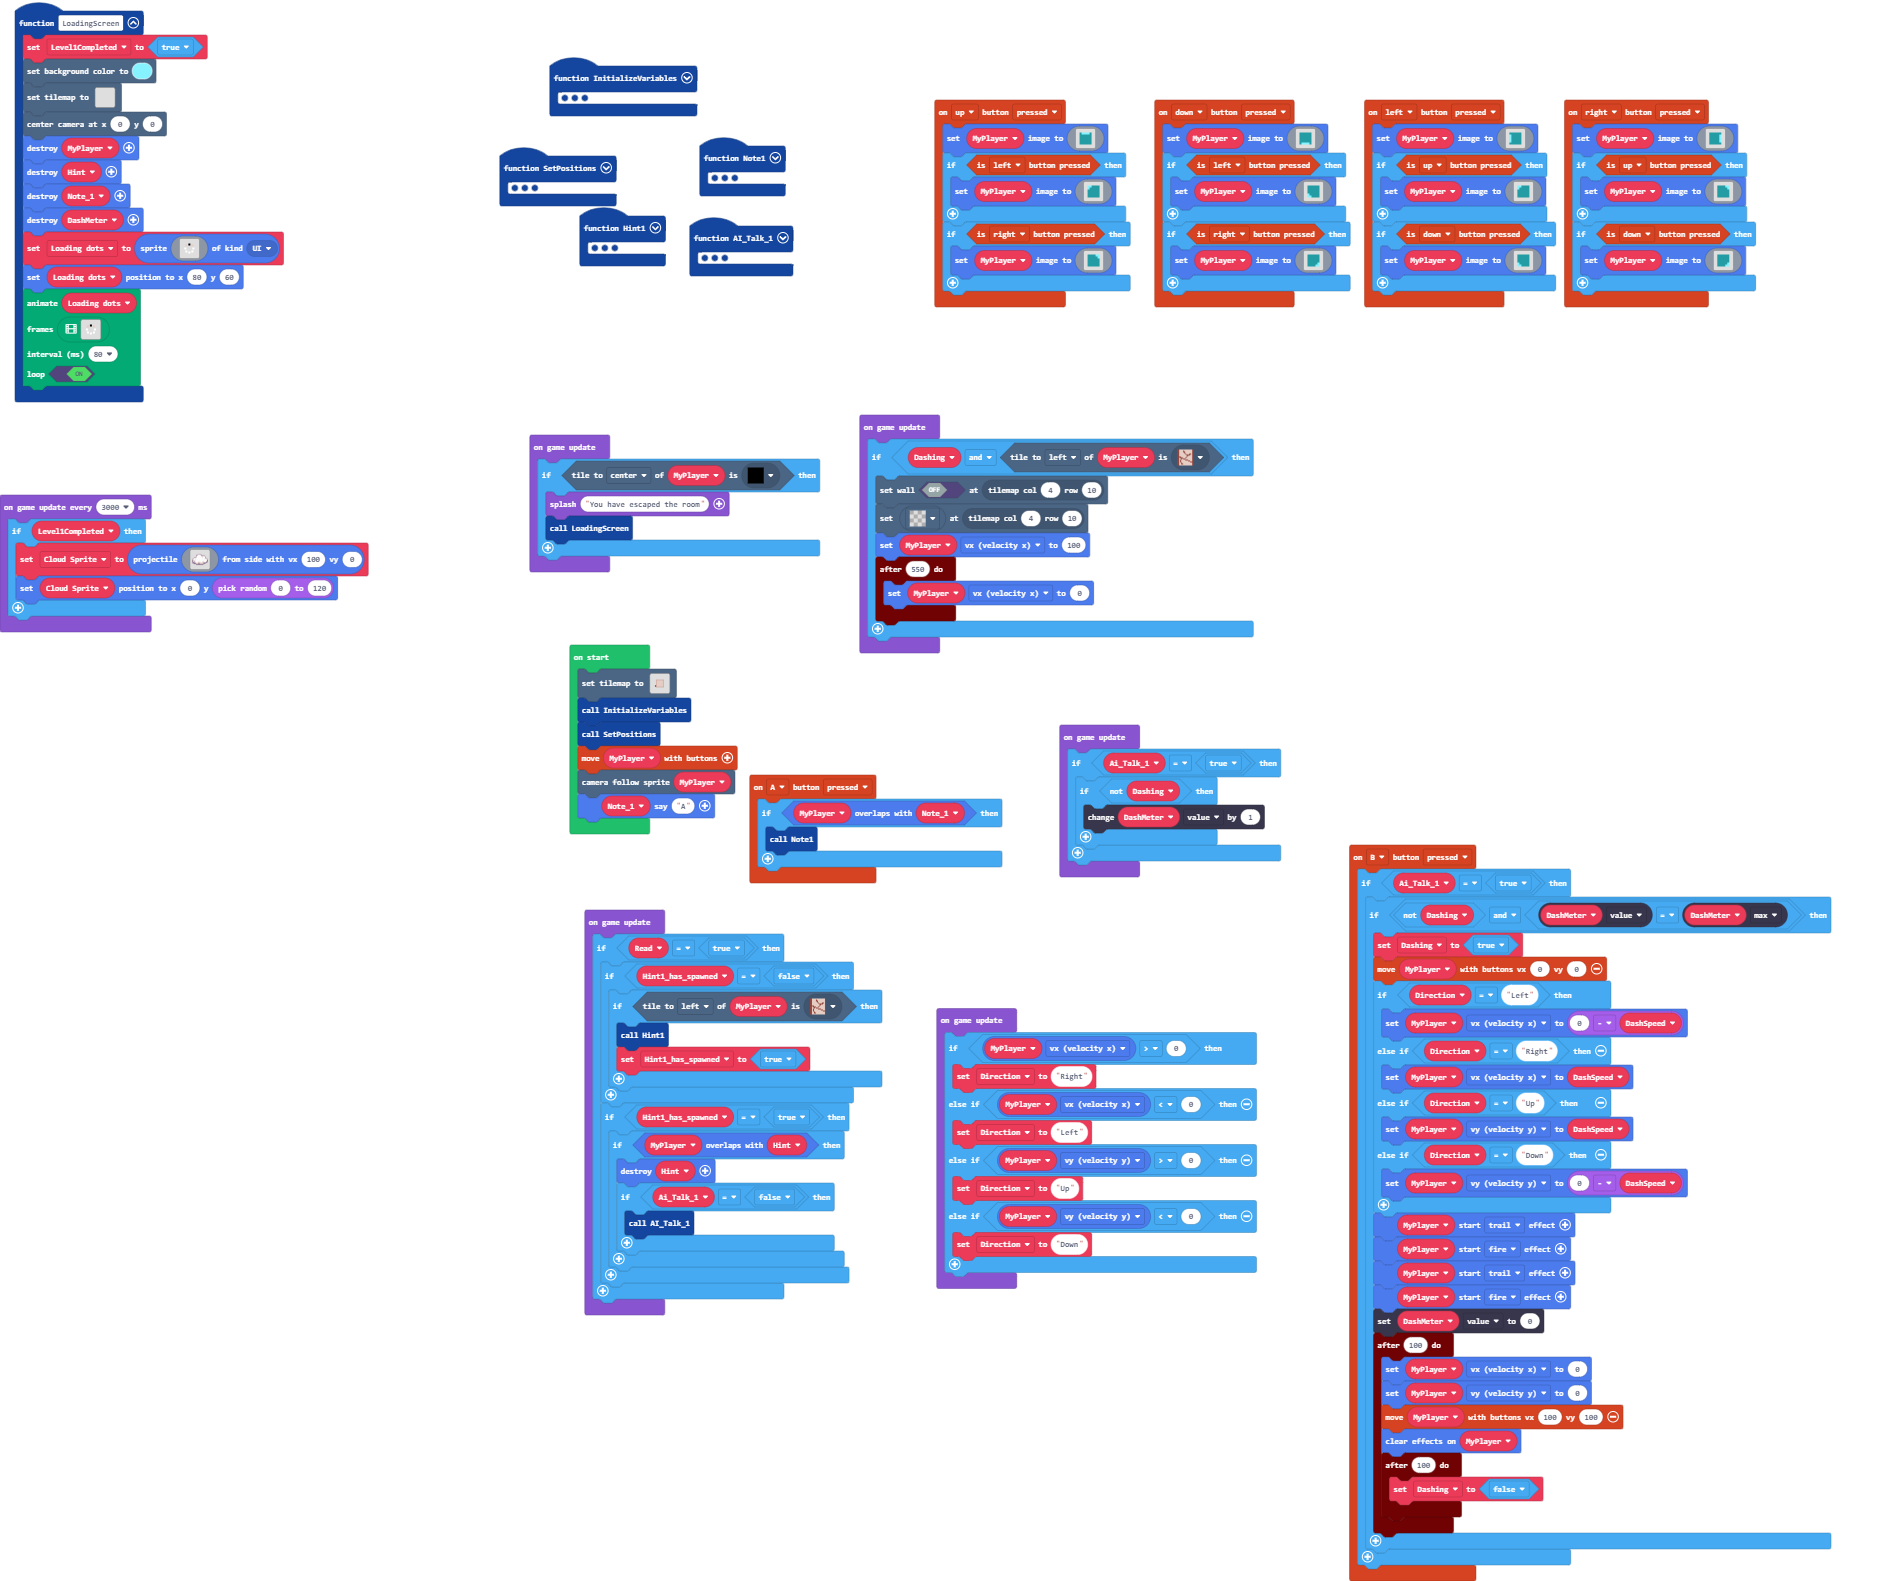 function LoadingScreen
set Level1Completed to true
set background color to
set tilemap to
center camera at x 0 y 0
destroy MyPlayer
destroy Hint
destroy Note_1
destroy DashMeter
set Loading dots to sprite of kind UI
set Loading dots position to x 80 y 60
animate Loading dots
frames
interval (ms) 80
loop ON
function InitializeVariables
function SetPositions
function Note1
function Hint1
function AI_Talk_1
on up button pressed
set MyPlayer image to
if is left button pressed then
set MyPlayer image to
if is right button pressed then
set MyPlayer image to
on down button pressed
set MyPlayer image to
if is left button pressed then
set MyPlayer image to
if is right button pressed then
set MyPlayer image to
on left button pressed
set MyPlayer image to
if is up button pressed then
set MyPlayer image to
if is down button pressed then
set MyPlayer image to
on right button pressed
set MyPlayer image to
if is up button pressed then
set MyPlayer image to
if is down button pressed then
set MyPlayer image to
on game update every 3000 ms
if Level1Completed then
set Cloud Sprite to projectile from side with vx 100 vy 0
set Cloud Sprite position to x 0 y pick random 0 to 120
on game update
if tile to center of MyPlayer is then
splash "You have escaped the room"
call LoadingScreen
on game update
if Dashing and tile to left of MyPlayer is then
set wall OFF at tilemap col 4 row 10
set at tilemap col 4 row 10
set MyPlayer vx (velocity x) to 100
after 550 do
set MyPlayer vx (velocity x) to 0
on start
set tilemap to
call InitializeVariables
call SetPositions
move MyPlayer with buttons
camera follow sprite MyPlayer
Note_1 say "A"
on A button pressed
if MyPlayer overlaps with Note_1 then
call Note1
on game update
if Ai_Talk_1 = true then
if not Dashing then
change DashMeter value by 1
on game update
if Read = true then
if Hint1_has_spawned = false then
if tile to left of MyPlayer is then
call Hint1
set Hint1_has_spawned to true
if Hint1_has_spawned = true then
if MyPlayer overlaps with Hint then
destroy Hint
if Ai_Talk_1 = false then
call AI_Talk_1
on game update
if MyPlayer vx (velocity x) > 0 then
set Direction to "Right"
else if MyPlayer vx (velocity x) < 0 then
set Direction to "Left"
else if MyPlayer vy (velocity y) > 0 then
set Direction to "Up"
else if MyPlayer vy (velocity y) < 0 then
set Direction to "Down"
on B button pressed
if Ai_Talk_1 = true then
if not Dashing and DashMeter value = DashMeter max then
set Dashing to true
move MyPlayer with buttons vx 0 vy 0
if Direction = "Left" then
set MyPlayer vx (velocity x) to 0 - DashSpeed
else if Direction = "Right" then
set MyPlayer vx (velocity x) to DashSpeed
else if Direction = "Up" then
set MyPlayer vy (velocity y) to DashSpeed
else if Direction = "Down" then
set MyPlayer vy (velocity y) to 0 - DashSpeed
MyPlayer start trail effect
MyPlayer start fire effect
MyPlayer start trail effect
MyPlayer start fire effect
set DashMeter value to 0
after 100 do
set MyPlayer vx (velocity x) to 0
set MyPlayer vy (velocity y) to 0
move MyPlayer with buttons vx 100 vy 100
clear effects on MyPlayer
after 100 do
set Dashing to false